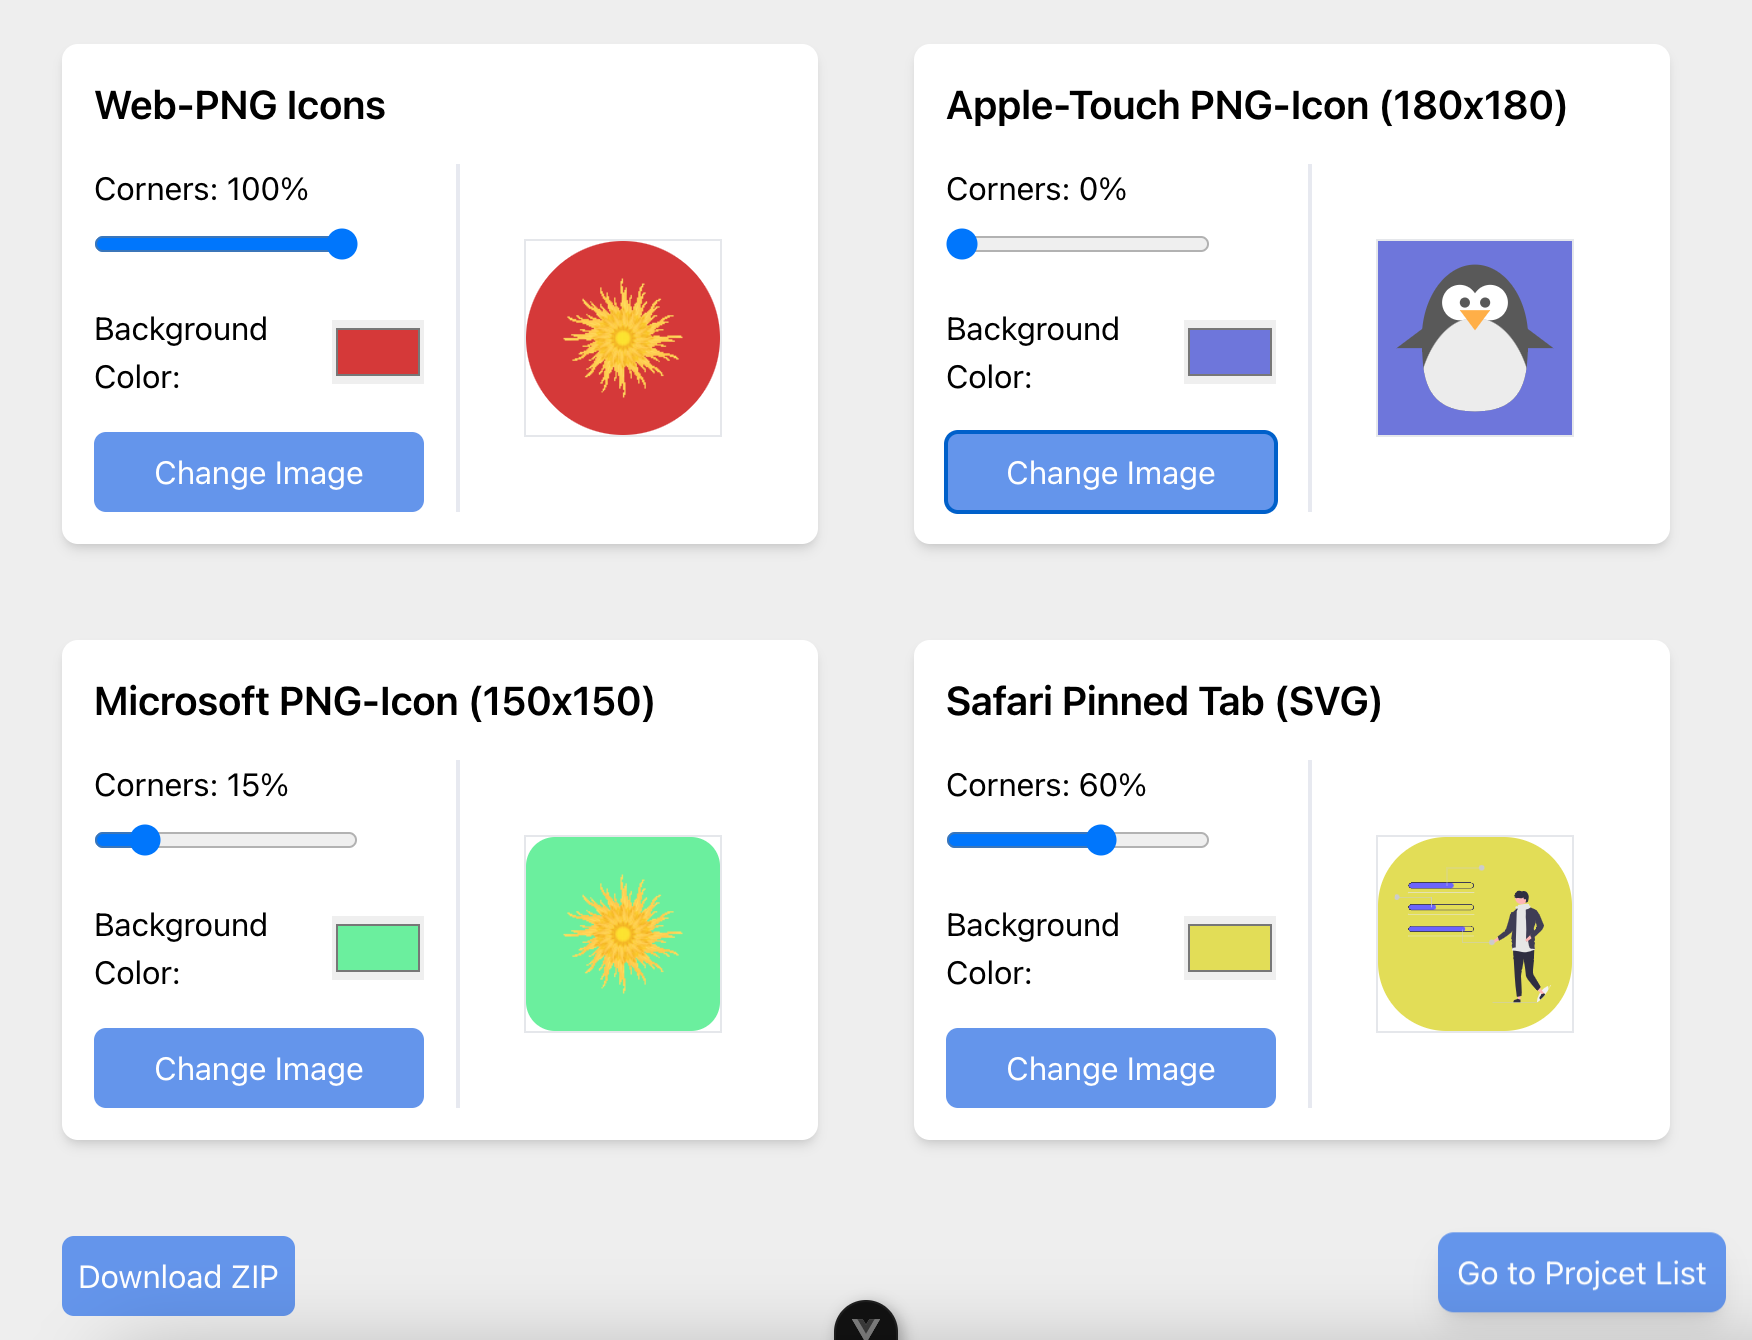 Web-PNG Icons
Corners: 100%
Background
Color:
Change Image
Apple-Touch PNG-Icon (180x180)
Corners: 0%
Background
Color:
Change Image
Microsoft PNG-Icon (150x150)
Corners: 15%
Background
Color:
Change Image
Safari Pinned Tab (SVG)
Corners: 60%
Background
Color:
Change Image
Download ZIP
Go to Projcet List